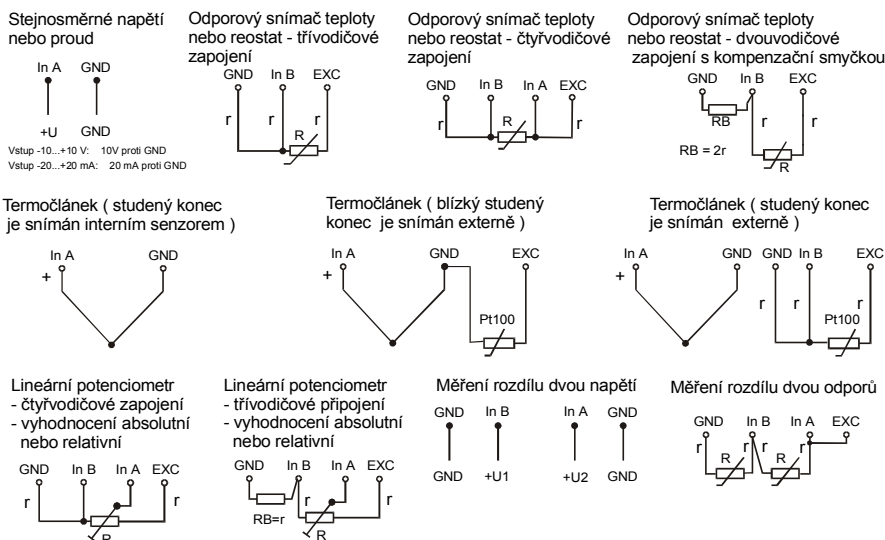 Stejnosměrné napětí
nebo proud
In A GND
+U GND
Vstup -10...+10 V: 10V proti GND
Vstup -20...+20 mA: 20 mA proti GND
Odporový snímač teploty
nebo reostat - třívodičové
zapojení
GND In B EXC
r r R r
Odporový snímač teploty
nebo reostat - čtyřvodičové
zapojení
GND In B In A EXC
r R r
Odporový snímač teploty
nebo reostat - dvouvodičové
zapojení s kompenzační smyčkou
GND In B EXC
RB r r
RB = 2r
R
Termočlánek ( studený konec
je snímán interním senzorem )
In A GND
+
Termočlánek ( blízký studený
konec je snímán externě )
In A GND EXC
+
Pt100
Termočlánek ( studený konec
je snímán externě )
In A GND GND In B EXC
+
r r r
Pt100
Lineární potenciometr
- čtyřvodičové zapojení
- vyhodnocení absolutní
nebo relativní
GND In B In A EXC
r r
R
Lineární potenciometr
- třívodičové připojení
- vyhodnocení absolutní
nebo relativní
GND In B In A EXC
r r
RB=r
R
Měření rozdílu dvou napětí
GND In B In A GND
GND +U1 +U2 GND
Měření rozdílu dvou odporů
GND In B In A EXC
r R r R r